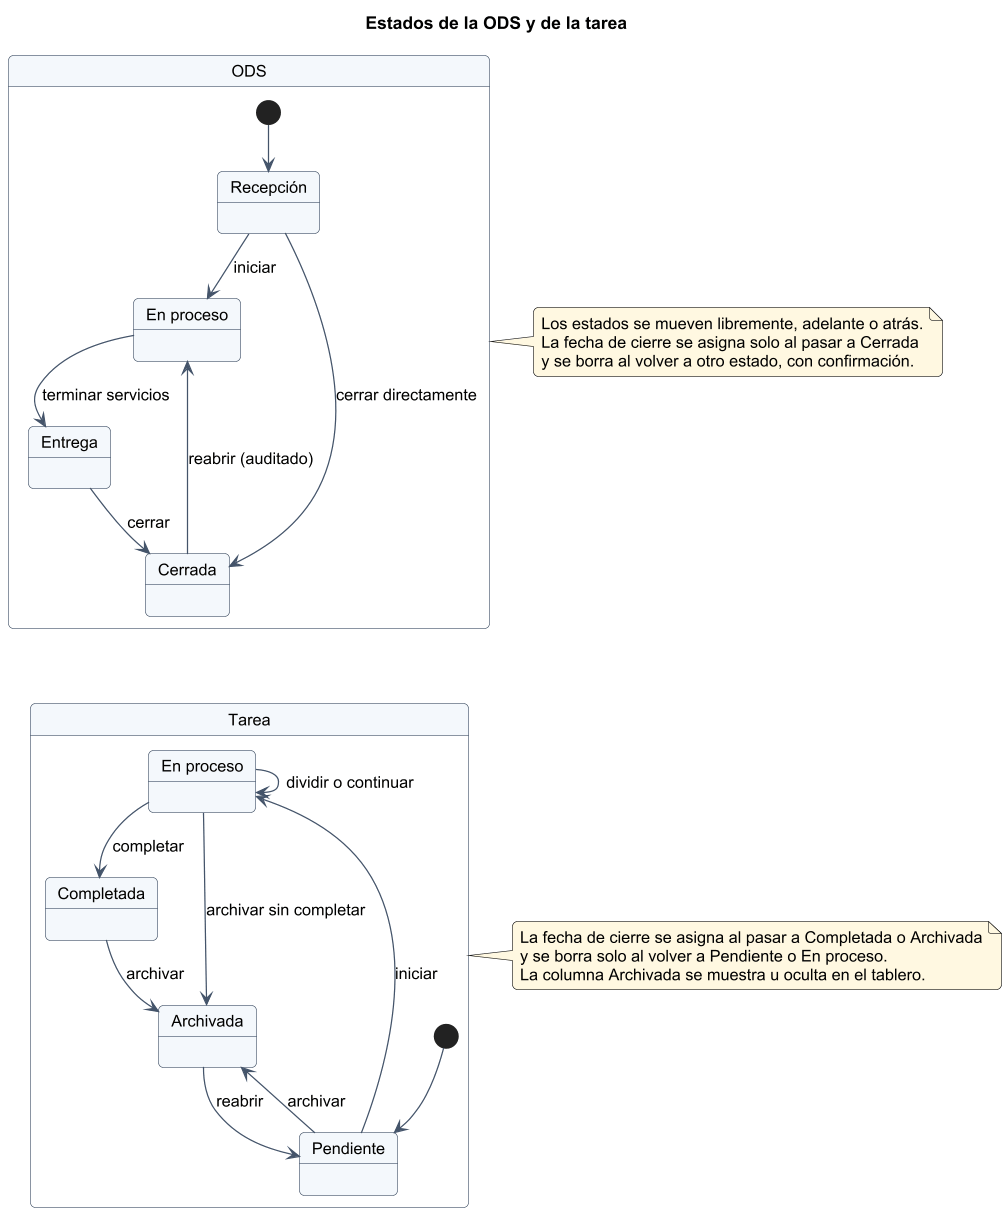 Estados de la ODS y de la tarea
ODS
Recepción
iniciar
En proceso
Los estados se mueven libremente, adelante o atrás.
La fecha de cierre se asigna solo al pasar a Cerrada
y se borra al volver a otro estado, con confirmación.
terminar servicios
cerrar directamente
Entrega
reabrir (auditado)
cerrar
Cerrada
Tarea
En proceso
dividir o continuar
completar
Completada
archivar sin completar
La fecha de cierre se asigna al pasar a Completada o Archivada
y se borra solo al volver a Pendiente o En proceso.
La columna Archivada se muestra u oculta en el tablero.
archivar
iniciar
Archivada
reabrir
archivar
Pendiente